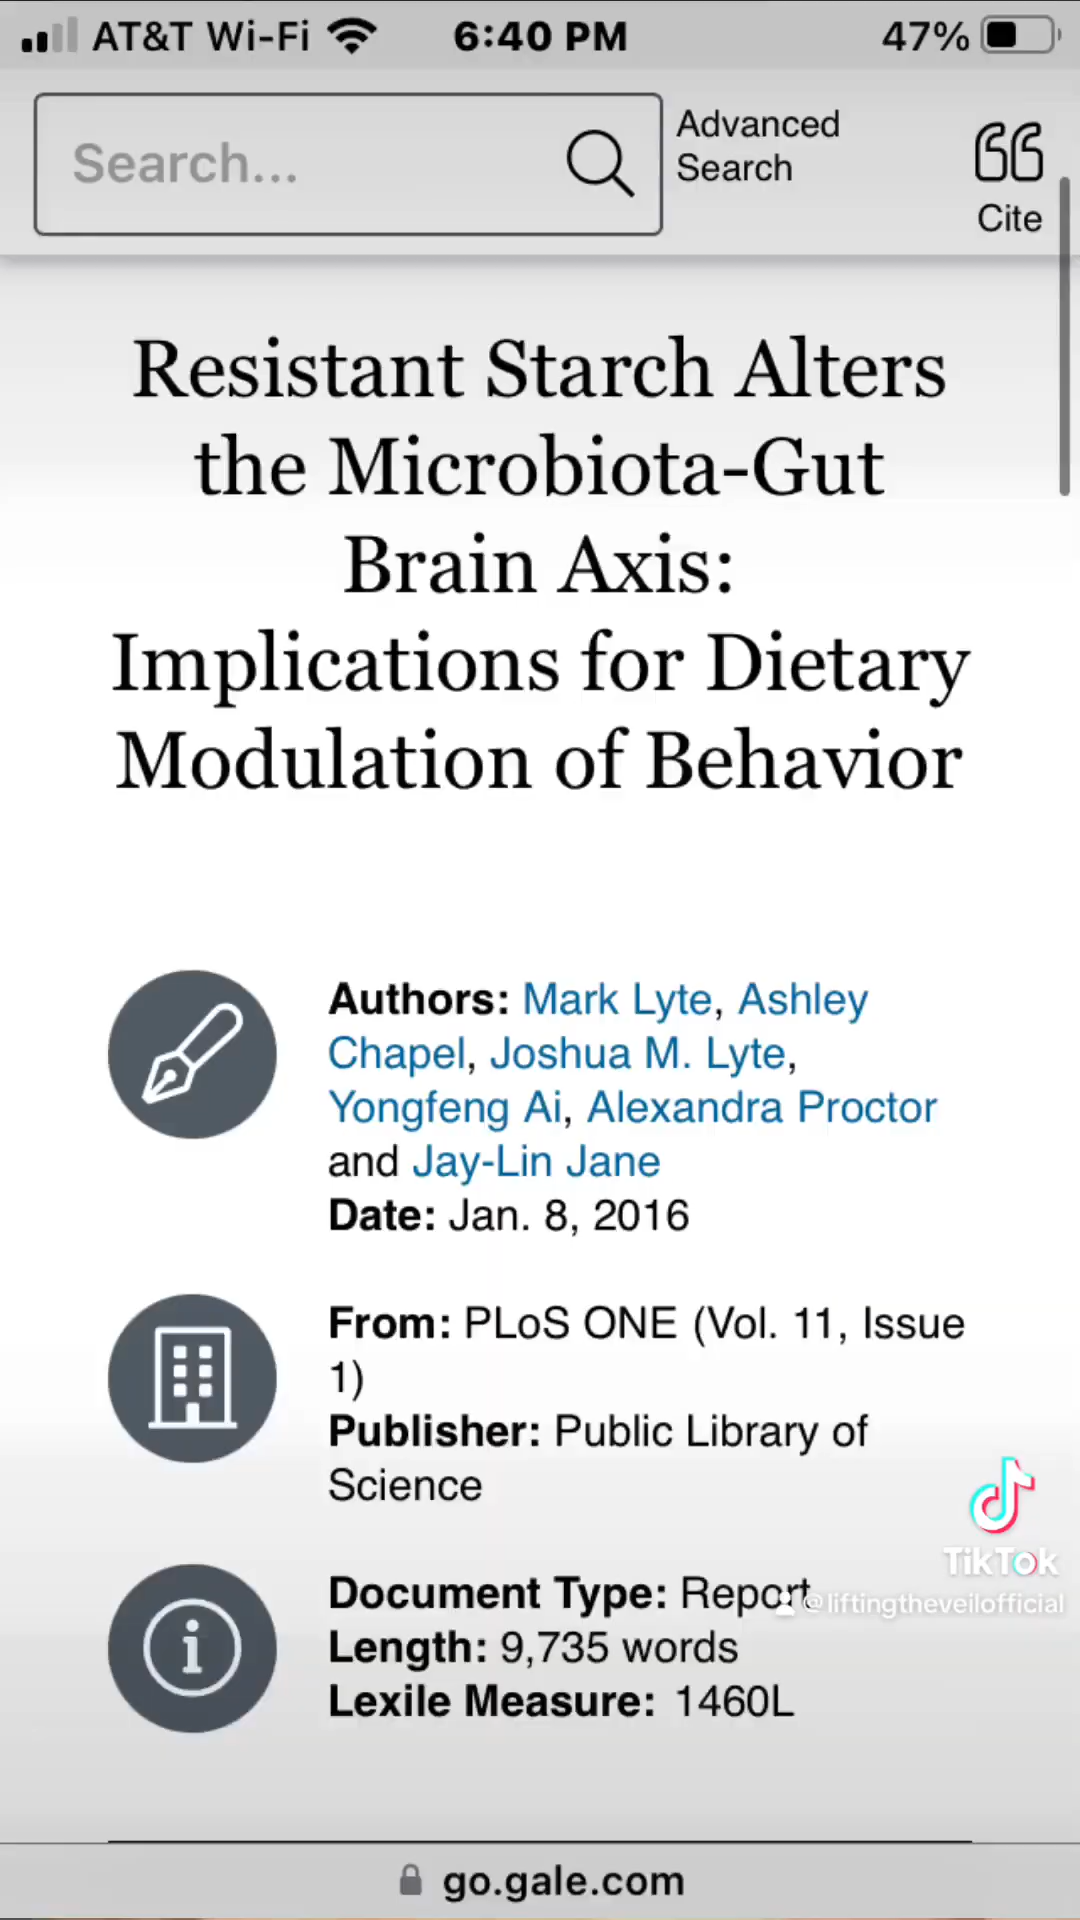 AT&T Wi-Fi 6:40 PM 47%
Search...
Advanced
Search
Cite
Resistant Starch Alters
the Microbiota-Gut
Brain Axis:
Implications for Dietary
Modulation of Behavior
Authors: Mark Lyte, Ashley
Chapel, Joshua M. Lyte,
Yongfeng Ai, Alexandra Proctor
and Jay-Lin Jane
Date: Jan. 8, 2016
From: PLoS ONE (Vol. 11, Issue
1)
Publisher: Public Library of
Science
TikTok
@liftingtheveilofficial
Document Type: Report
Length: 9,735 words
Lexile Measure: 1460L
go.gale.com